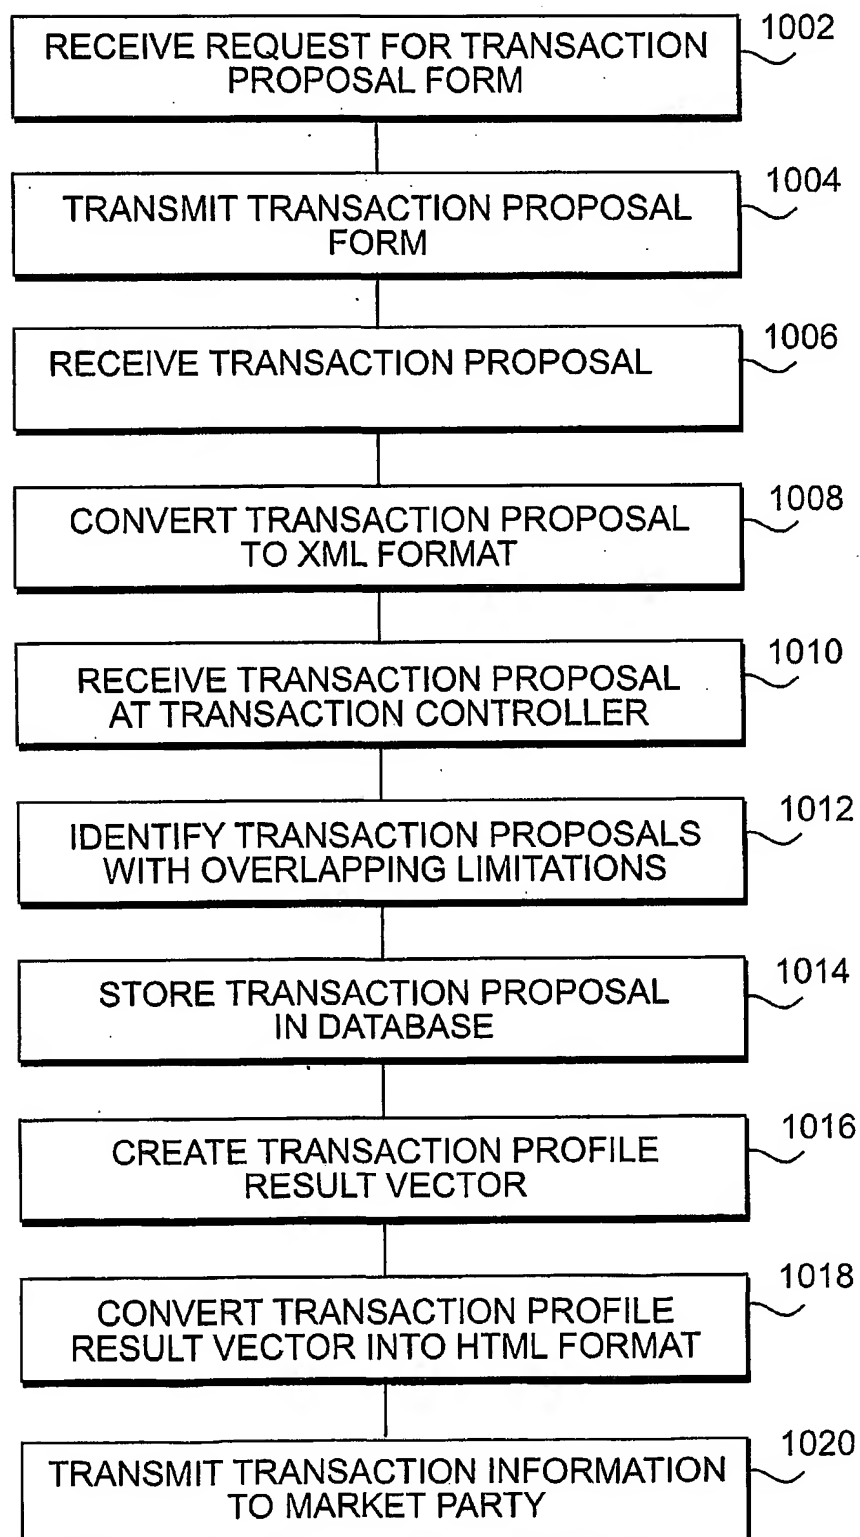 RECEIVE REQUEST FOR TRANSACTION
PROPOSAL FORM
1002
TRANSMIT TRANSACTION PROPOSAL
FORM
1004
RECEIVE TRANSACTION PROPOSAL
1006
CONVERT TRANSACTION PROPOSAL
TO XML FORMAT
1008
RECEIVE TRANSACTION PROPOSAL
AT TRANSACTION CONTROLLER
1010
IDENTIFY TRANSACTION PROPOSALS
WITH OVERLAPPING LIMITATIONS
1012
STORE TRANSACTION PROPOSAL
IN DATABASE
1014
CREATE TRANSACTION PROFILE
RESULT VECTOR
1016
CONVERT TRANSACTION PROFILE
RESULT VECTOR INTO HTML FORMAT
1018
TRANSMIT TRANSACTION INFORMATION
TO MARKET PARTY
1020